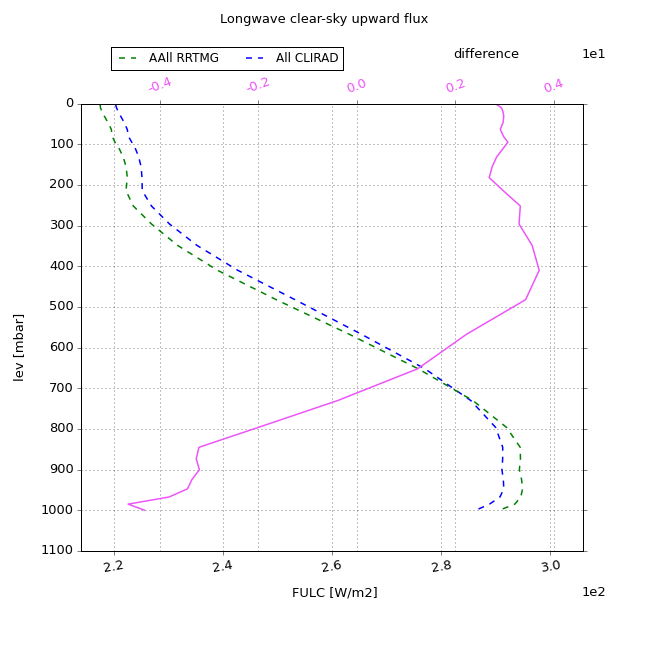 Longwave clear-sky upward flux
AAll RRTMG All CLIRAD difference 1e1
-0.4 -0.2 0.0 0.2 0.4
0
100
200
300
400
500
600
700
800
900
1000
1100
lev [mbar]
2.2 2.4 2.6 2.8 3.0
FULC [W/m2] 1e2